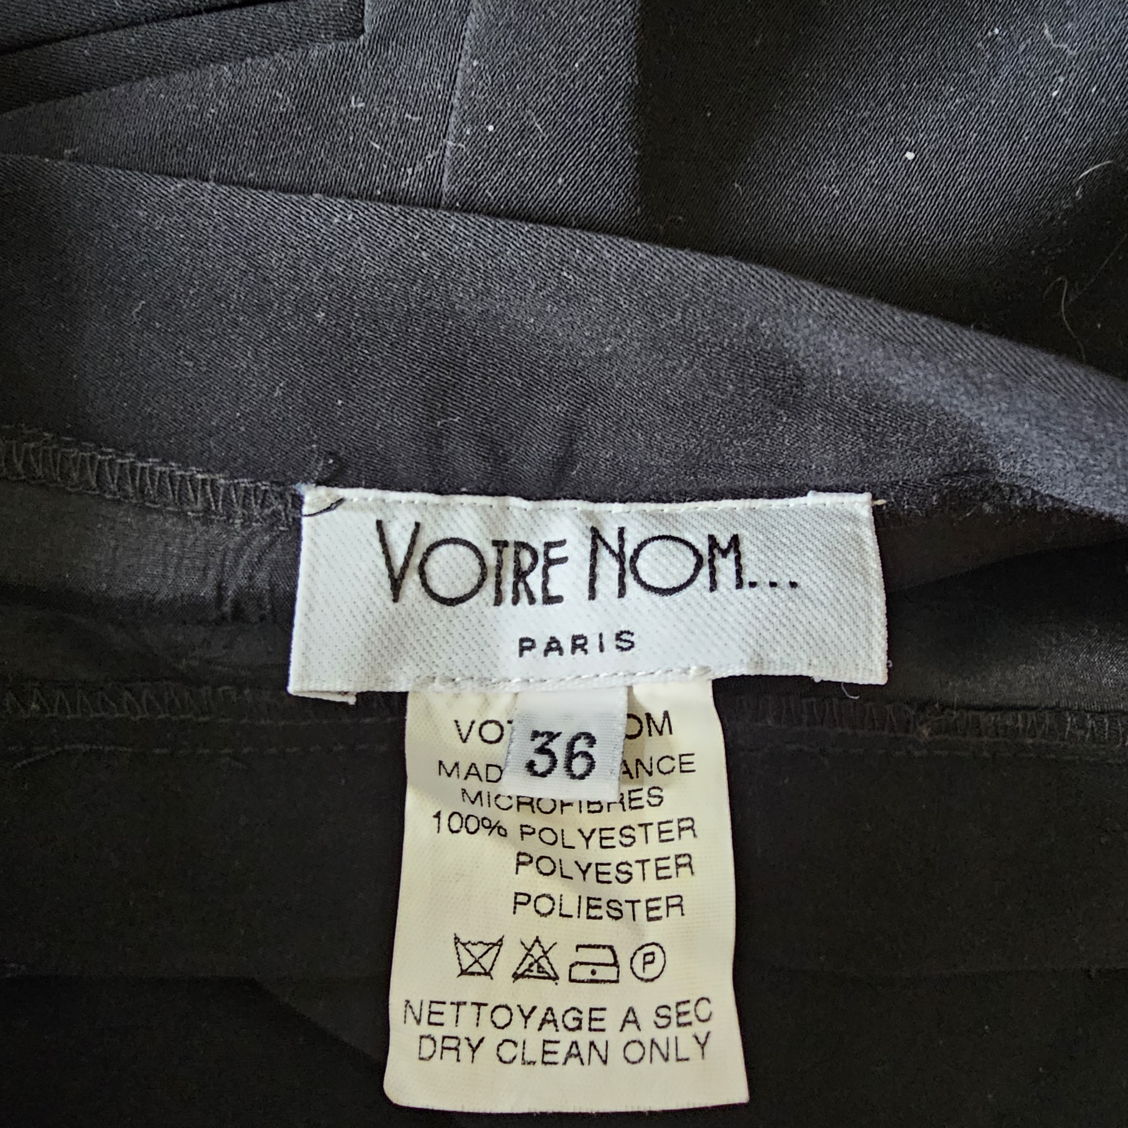 VOTRE NOM...
PARIS
36
MICROFIBRES
100% POLYESTER
POLYESTER
POLIESTER
P
NETTOYAGE A SEC
DRY CLEAN ONLY